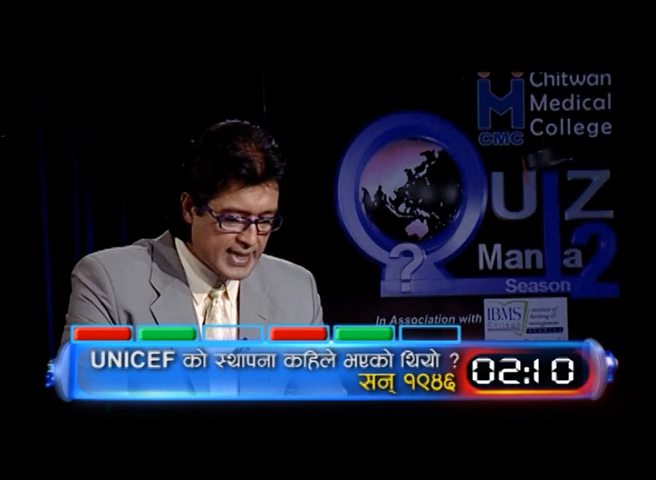 Chitwan
Medical
College
CMC
QUIZ
Mania 2
Season
In Association with
IBMS
College
UNICEF को स्थापना कहिले भएको थियो ?
सन् १९४६
02:10